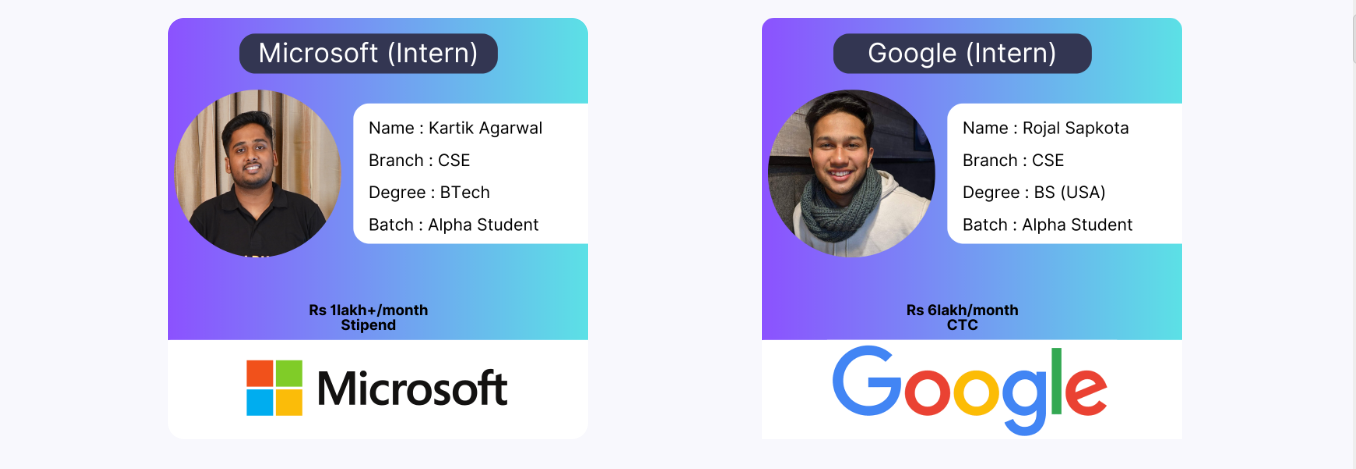 Microsoft (Intern)
Name : Kartik Agarwal
Branch : CSE
Degree : BTech
Batch : Alpha Student
Rs 1lakh+/month
Stipend
Microsoft
Google (Intern)
Name : Rojal Sapkota
Branch : CSE
Degree : BS (USA)
Batch : Alpha Student
Rs 6lakh/month
CTC
Google